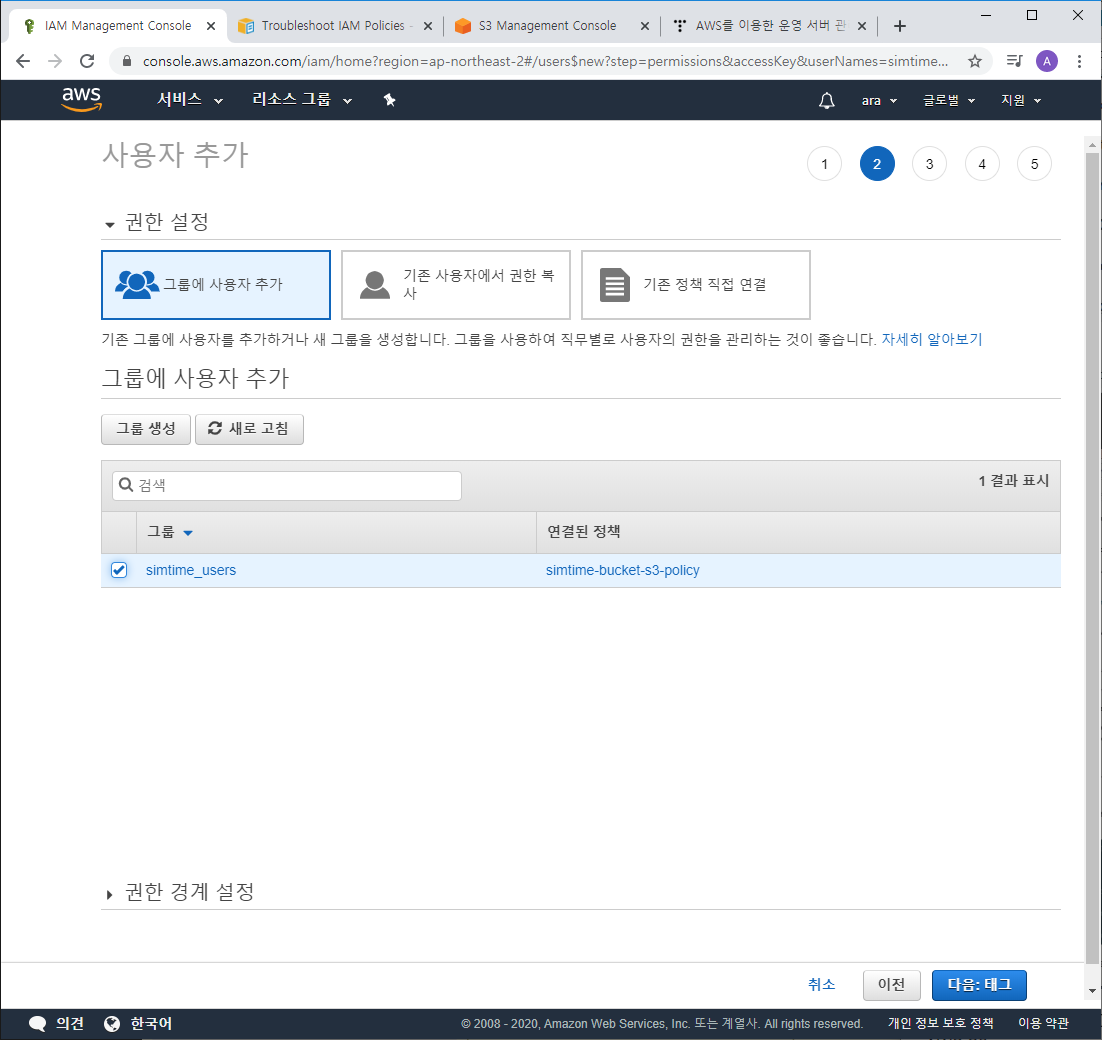 IAM Management Console
Troubleshoot IAM Policies -
S3 Management Console
AWS를 이용한 운영 서버 관
console.aws.amazon.com/iam/home?region=ap-northeast-2#/users$new?step=permissions&accessKey&userNames=simtime...
A
aws
서비스
리소스 그룹
ara
글로벌
지원
사용자 추가
1
2
3
4
5
권한 설정
그룹에 사용자 추가
기존 사용자에서 권한 복
사
기존 정책 직접 연결
기존 그룹에 사용자를 추가하거나 새 그룹을 생성합니다. 그룹을 사용하여 직무별로 사용자의 권한을 관리하는 것이 좋습니다. 자세히 알아보기
그룹에 사용자 추가
그룹 생성
새로 고침
검색
1 결과 표시
그룹
연결된 정책
simtime_users
simtime-bucket-s3-policy
권한 경계 설정
취소
이전
다음: 태그
의견
한국어
© 2008 - 2020, Amazon Web Services, Inc. 또는 계열사. All rights reserved.
개인 정보 보호 정책
이용 약관